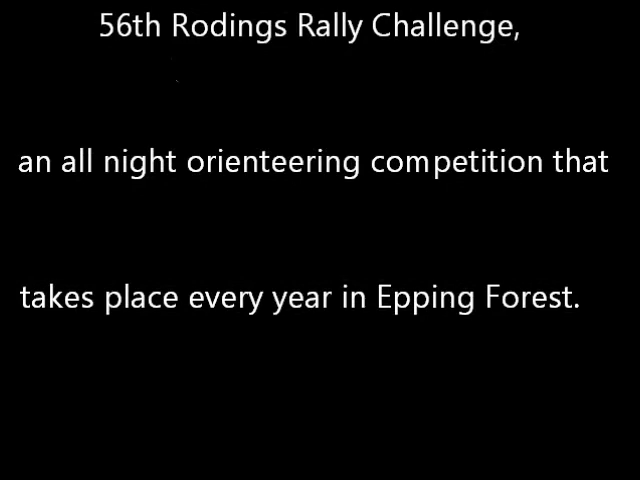 56th Rodings Rally Challenge,
an all night orienteering competition that
takes place every year in Epping Forest.